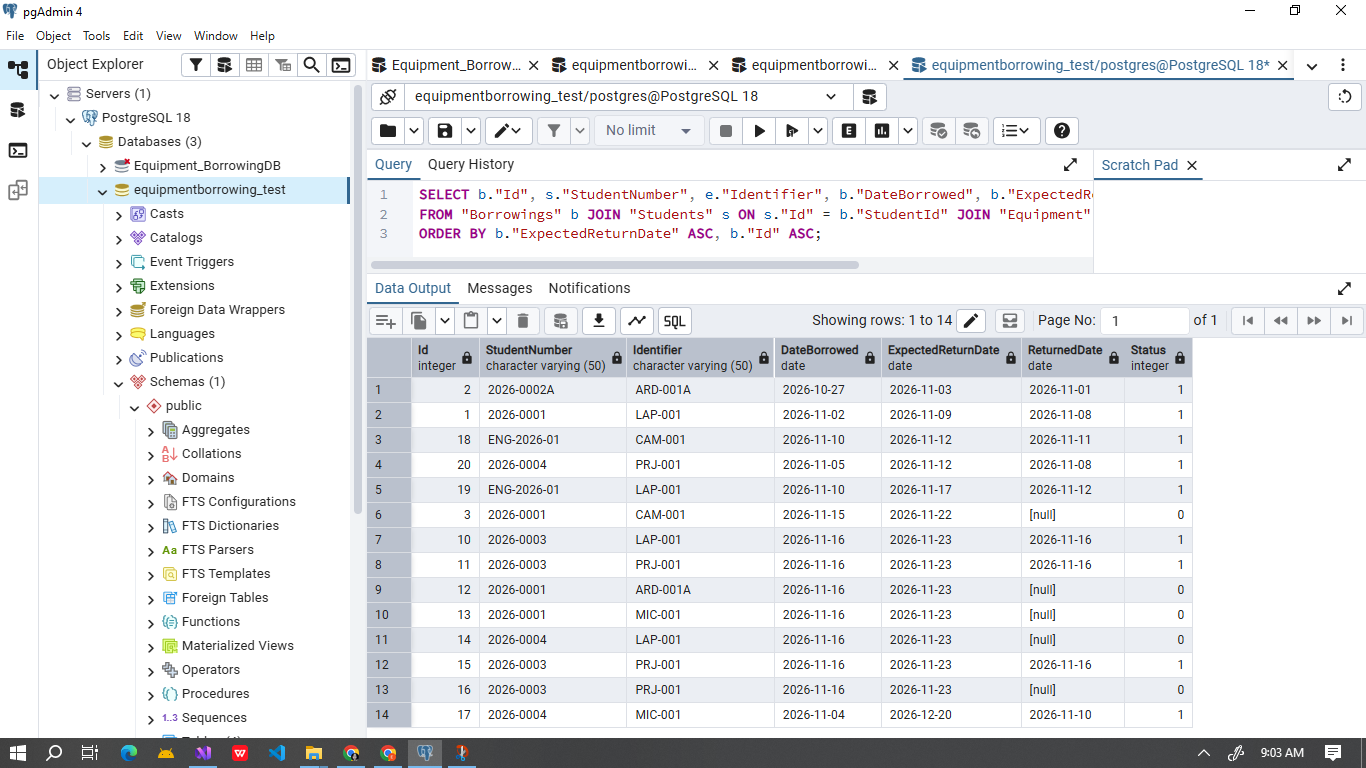 pgAdmin 4
File Object Tools Edit View Window Help
Object Explorer
Equipment_Borrow... equipmentborrowi... equipmentborrowi... equipmentborrowing_test/postgres@PostgreSQL 18*
Servers (1)
PostgreSQL 18
Databases (3)
Equipment_BorrowingDB
equipmentborrowing_test
Casts
Catalogs
Event Triggers
Extensions
Foreign Data Wrappers
Languages
Publications
Schemas (1)
public
Aggregates
Collations
Domains
FTS Configurations
FTS Dictionaries
Aa FTS Parsers
FTS Templates
Foreign Tables
Functions
Materialized Views
Operators
Procedures
1..3 Sequences
equipmentborrowing_test/postgres@PostgreSQL 18
No limit
Query Query History
Scratch Pad
1 SELECT b."Id", s."StudentNumber", e."Identifier", b."DateBorrowed", b."ExpectedRe
2 FROM "Borrowings" b JOIN "Students" s ON s."Id" = b."StudentId" JOIN "Equipment"
3 ORDER BY b."ExpectedReturnDate" ASC, b."Id" ASC;
Data Output Messages Notifications
SQL Showing rows: 1 to 14 Page No: 1 of 1
Id StudentNumber Identifier DateBorrowed ExpectedReturnDate ReturnedDate Status
integer character varying (50) character varying (50) date date date integer
1 2 2026-0002A ARD-001A 2026-10-27 2026-11-03 2026-11-01 1
2 1 2026-0001 LAP-001 2026-11-02 2026-11-09 2026-11-08 1
3 18 ENG-2026-01 CAM-001 2026-11-10 2026-11-12 2026-11-11 1
4 20 2026-0004 PRJ-001 2026-11-05 2026-11-12 2026-11-08 1
5 19 ENG-2026-01 LAP-001 2026-11-10 2026-11-17 2026-11-12 1
6 3 2026-0001 CAM-001 2026-11-15 2026-11-22 [null] 0
7 10 2026-0003 LAP-001 2026-11-16 2026-11-23 2026-11-16 1
8 11 2026-0003 PRJ-001 2026-11-16 2026-11-23 2026-11-16 1
9 12 2026-0001 ARD-001A 2026-11-16 2026-11-23 [null] 0
10 13 2026-0001 MIC-001 2026-11-16 2026-11-23 [null] 0
11 14 2026-0004 LAP-001 2026-11-16 2026-11-23 [null] 0
12 15 2026-0003 PRJ-001 2026-11-16 2026-11-23 2026-11-16 1
13 16 2026-0003 PRJ-001 2026-11-16 2026-11-23 [null] 0
14 17 2026-0004 MIC-001 2026-11-04 2026-12-20 2026-11-10 1
9:03 AM